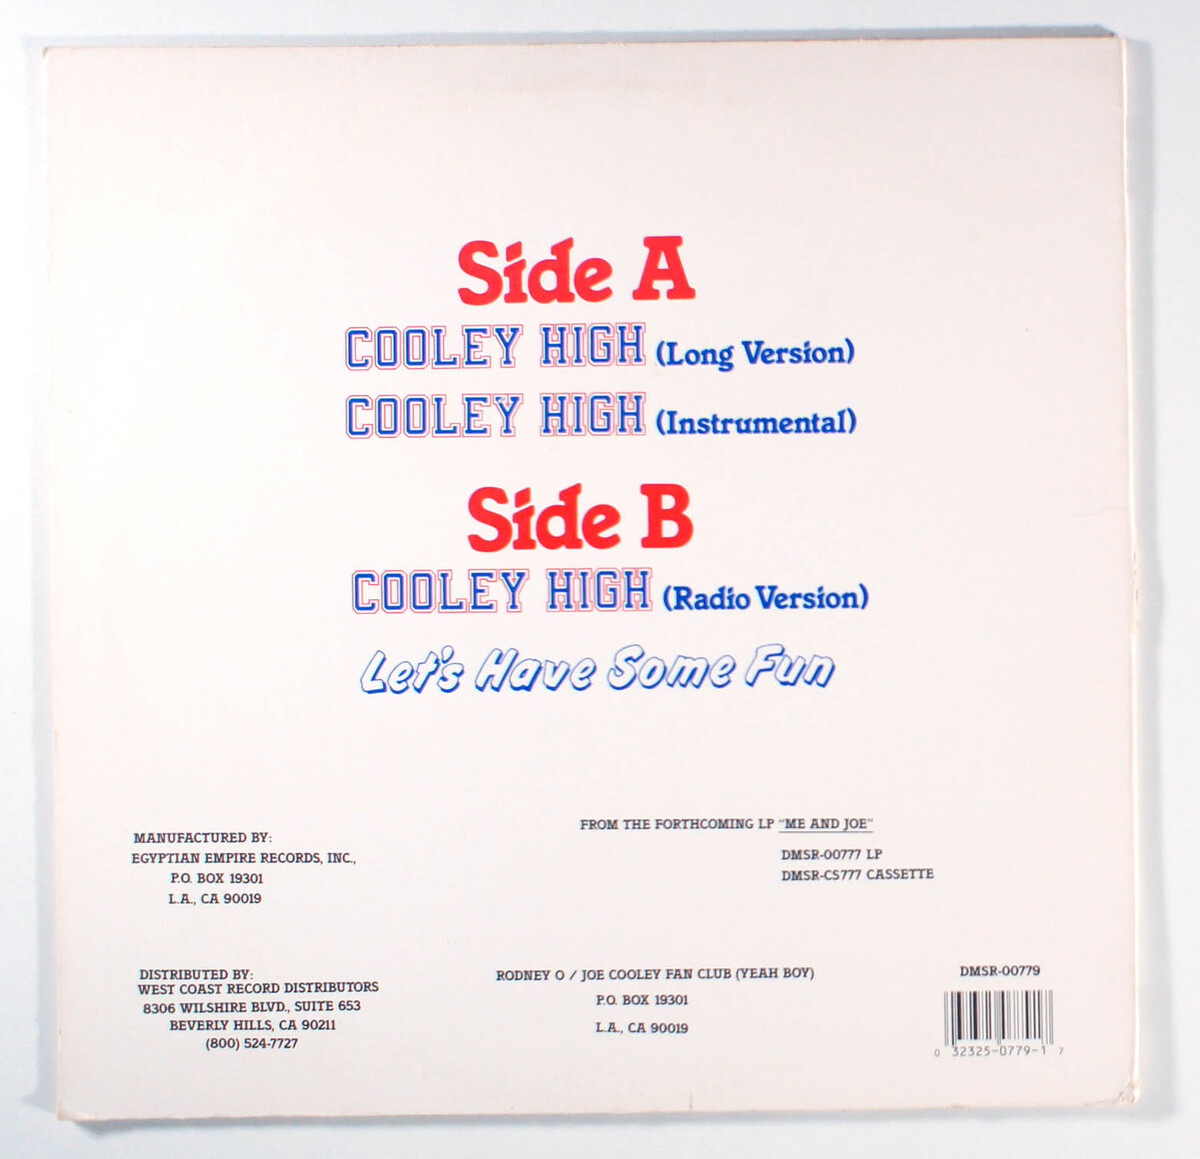 Side A
COOLEY HIGH (Long Version)
COOLEY HIGH (Instrumental)
Side B
COOLEY HIGH (Radio Version)
Let's Have Some Fun
MANUFACTURED BY:
EGYPTIAN EMPIRE RECORDS, INC.,
P.O. BOX 19301
L.A., CA 90019
FROM THE FORTHCOMING LP "ME AND JOE"
DMSR-00777 LP
DMSR-CS777 CASSETTE
DISTRIBUTED BY:
WEST COAST RECORD DISTRIBUTORS
8306 WILSHIRE BLVD., SUITE 653
BEVERLY HILLS, CA 90211
(800) 524-7727
RODNEY O / JOE COOLEY FAN CLUB (YEAH BOY)
P.O. BOX 19301
L.A., CA 90019
DMSR-00779
0 32325-0779-1 7